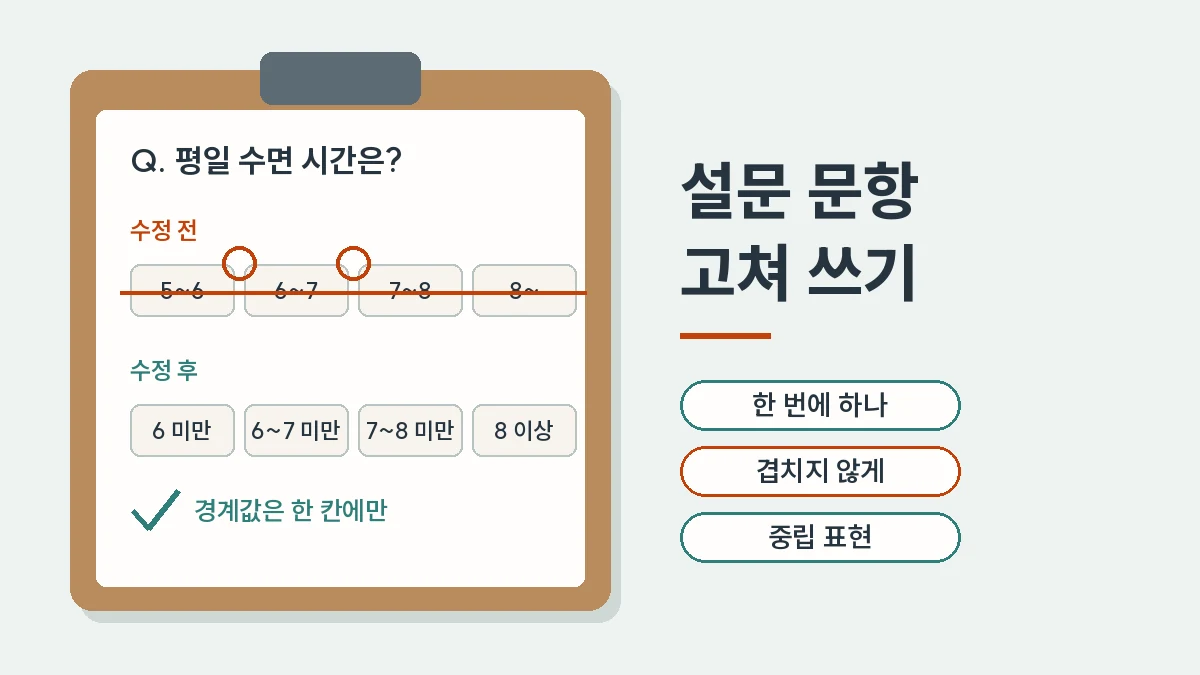 Q. 평일 수면 시간은?
수정 전
5~6 6~7 7~8 8~
수정 후
6 미만 6~7 미만 7~8 미만 8 이상
경계값은 한 칸에만
설문 문항
고쳐 쓰기
한 번에 하나
겹치지 않게
중립 표현